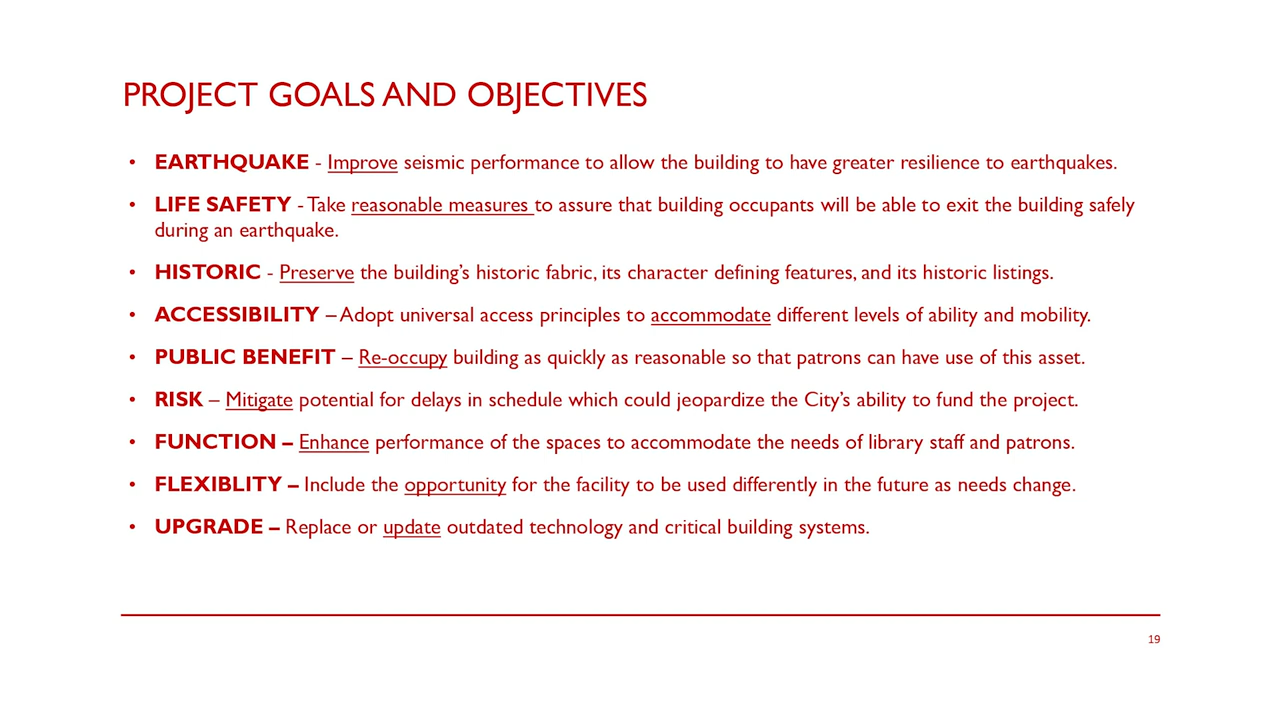 PROJECT GOALS AND OBJECTIVES
• EARTHQUAKE - Improve seismic performance to allow the building to have greater resilience to earthquakes.
• LIFE SAFETY - Take reasonable measures to assure that building occupants will be able to exit the building safely
during an earthquake.
• HISTORIC - Preserve the building’s historic fabric, its character defining features, and its historic listings.
• ACCESSIBILITY – Adopt universal access principles to accommodate different levels of ability and mobility.
• PUBLIC BENEFIT – Re-occupy building as quickly as reasonable so that patrons can have use of this asset.
• RISK – Mitigate potential for delays in schedule which could jeopardize the City’s ability to fund the project.
• FUNCTION – Enhance performance of the spaces to accommodate the needs of library staff and patrons.
• FLEXIBLITY – Include the opportunity for the facility to be used differently in the future as needs change.
• UPGRADE – Replace or update outdated technology and critical building systems.
19